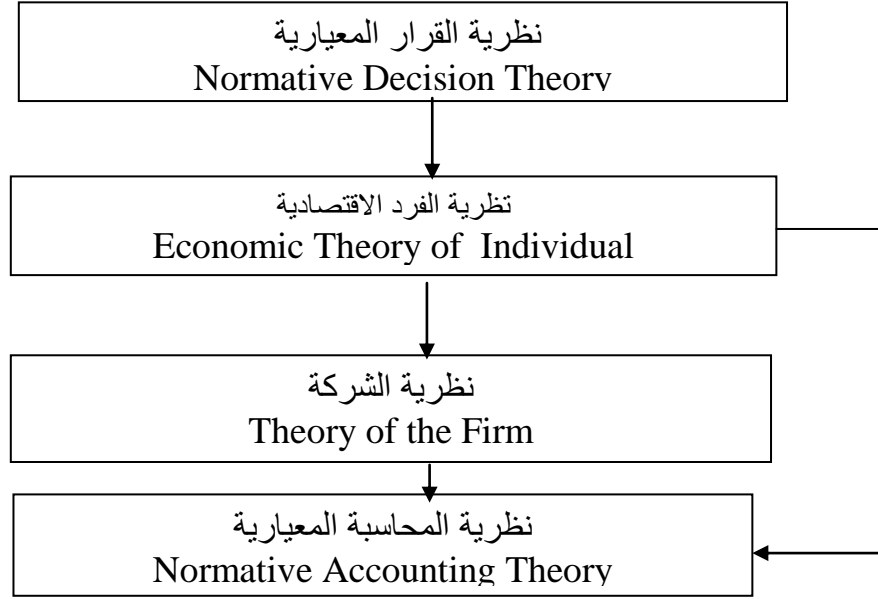 نظرية القرار المعيارية
Normative Decision Theory
تظرية الفرد الاقتصادية
Economic Theory of Individual
نظرية الشركة
Theory of the Firm
نظرية المحاسبة المعيارية
Normative Accounting Theory